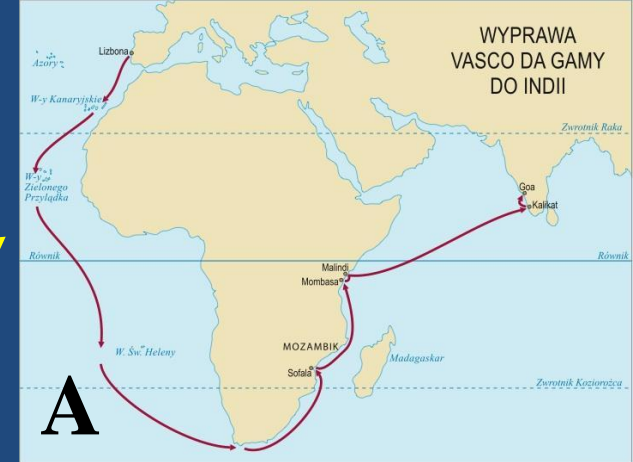 WYPRAWA
VASCO DA GAMY
DO INDII
Lizbona
Azory
W-y Kanaryjskie
Zwrotnik Raka
W-y
Zielonego
Przylądka
Goa
Kalikat
Równik
Równik
Malindi
Mombasa
MOZAMBIK
W. Św. Heleny
Madagaskar
Sofala
Zwrotnik Koziorożca
A